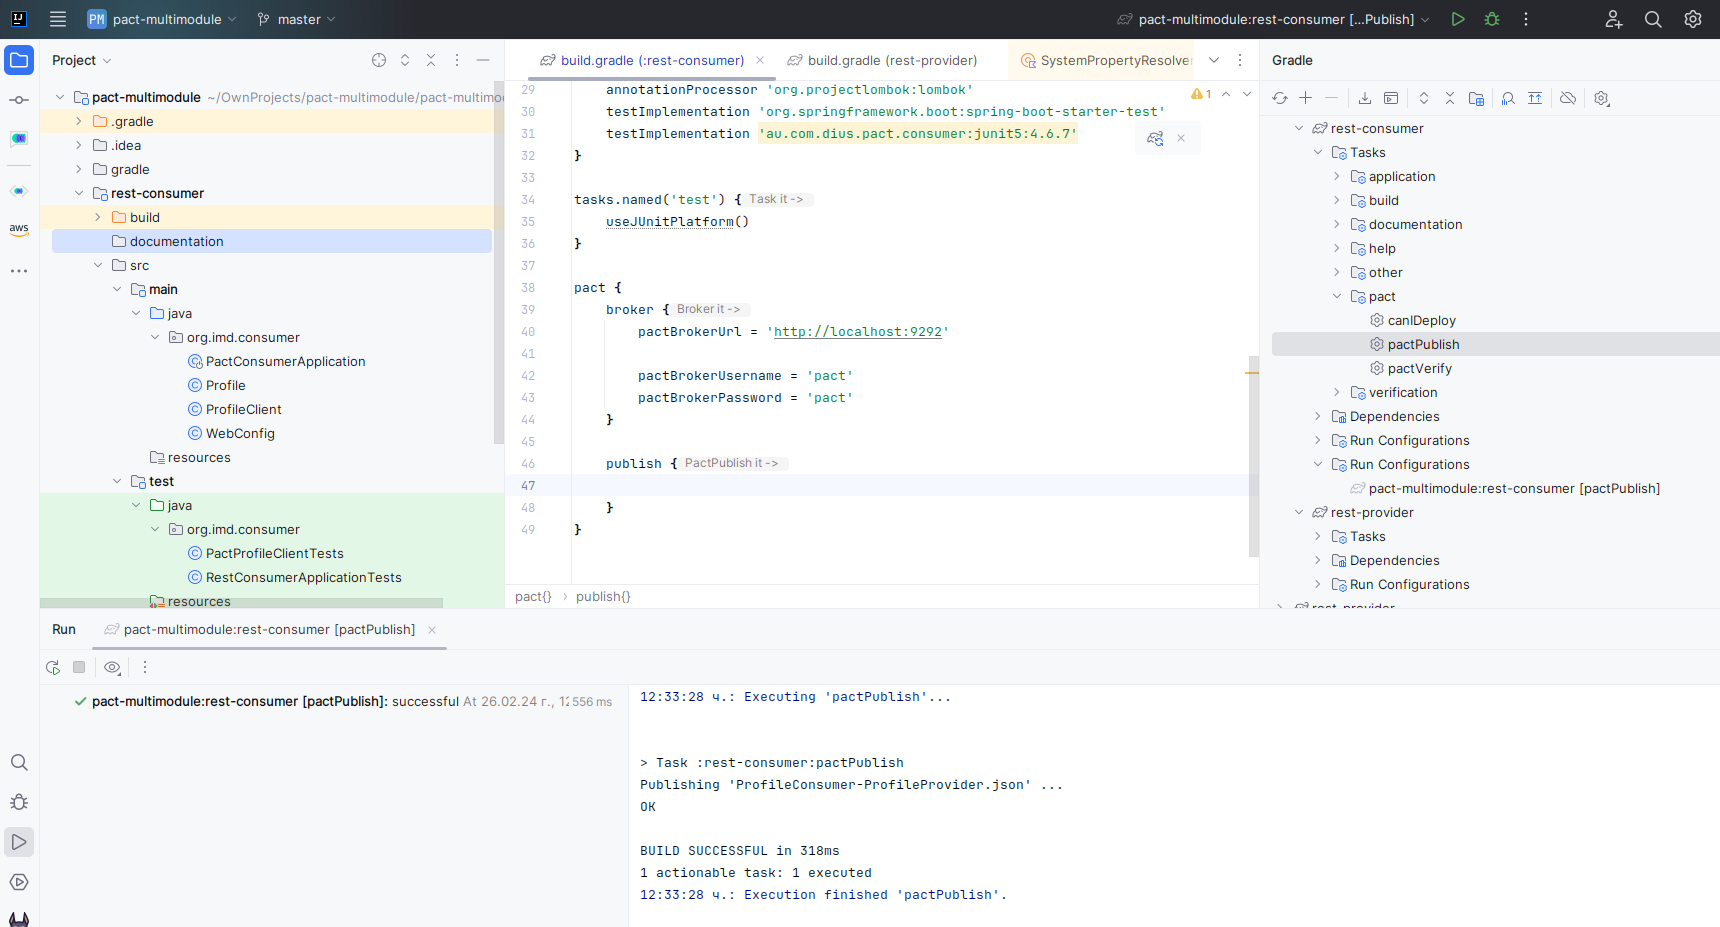 PM pact-multimodule master pact-multimodule:rest-consumer [...Publish]
Project
pact-multimodule ~/OwnProjects/pact-multimodule/pact-multimo
.gradle
.idea
gradle
rest-consumer
build
documentation
src
main
java
org.imd.consumer
PactConsumerApplication
Profile
ProfileClient
WebConfig
resources
test
java
org.imd.consumer
PactProfileClientTests
RestConsumerApplicationTests
resources
aws
build.gradle (:rest-consumer) build.gradle (rest-provider) SystemPropertyResolver
29 annotationProcessor 'org.projectlombok:lombok'
30 testImplementation 'org.springframework.boot:spring-boot-starter-test'
31 testImplementation 'au.com.dius.pact.consumer:junit5:4.6.7'
32 }
33
34 tasks.named('test') { Task it ->
35 useJUnitPlatform()
36 }
37
38 pact {
39 broker { Broker it ->
40 pactBrokerUrl = 'http://localhost:9292'
41
42 pactBrokerUsername = 'pact'
43 pactBrokerPassword = 'pact'
44 }
45
46 publish { PactPublish it ->
47
48 }
49 }
1
pact{} › publish{}
Gradle
rest-consumer
Tasks
application
build
documentation
help
other
pact
canIDeploy
pactPublish
pactVerify
verification
Dependencies
Run Configurations
Run Configurations
pact-multimodule:rest-consumer [pactPublish]
rest-provider
Tasks
Dependencies
Run Configurations
rest-provider
Run pact-multimodule:rest-consumer [pactPublish]
pact-multimodule:rest-consumer [pactPublish]: successful At 26.02.24 г., 12 556 ms
12:33:28 ч.: Executing 'pactPublish'...
> Task :rest-consumer:pactPublish
Publishing 'ProfileConsumer-ProfileProvider.json' ...
OK
BUILD SUCCESSFUL in 318ms
1 actionable task: 1 executed
12:33:28 ч.: Execution finished 'pactPublish'.